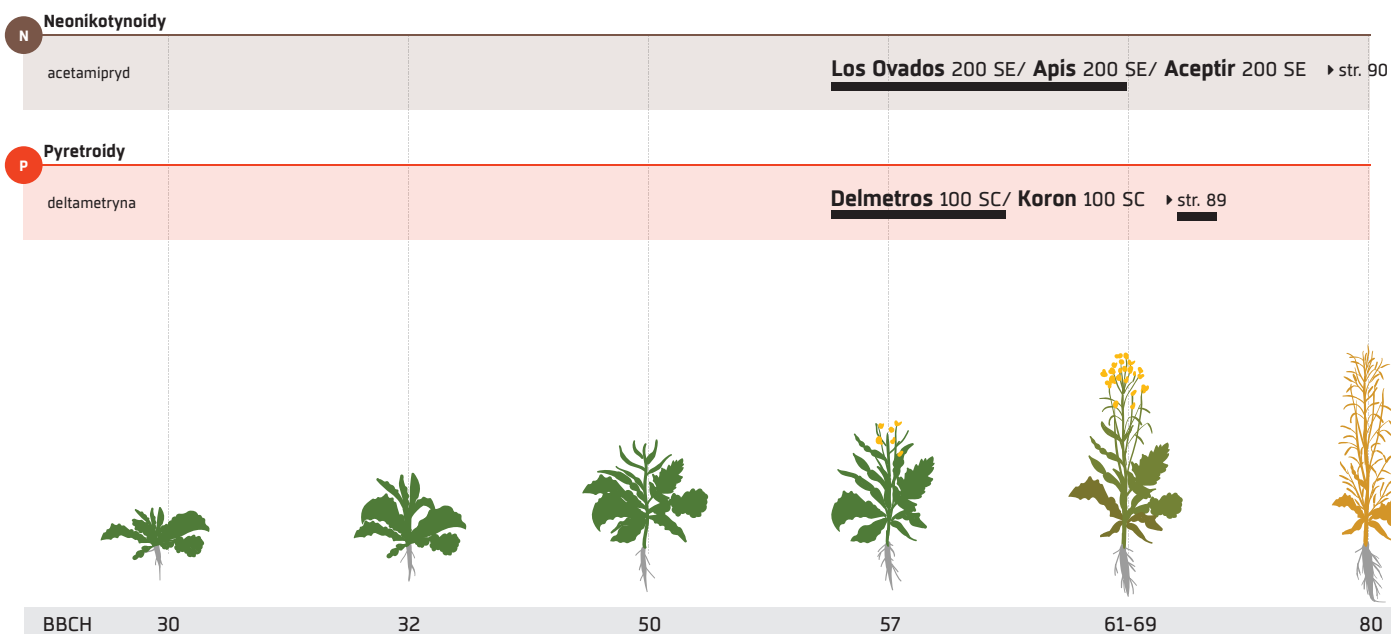 Neonikotynoidy
N
acetamipryd
Los Ovados 200 SE/ Apis 200 SE/ Aceptir 200 SE str. 90
Pyretroidy
P
deltametryna
Delmetros 100 SC/ Koron 100 SC str. 89
BBCH 30 32 50 57 61-69 80